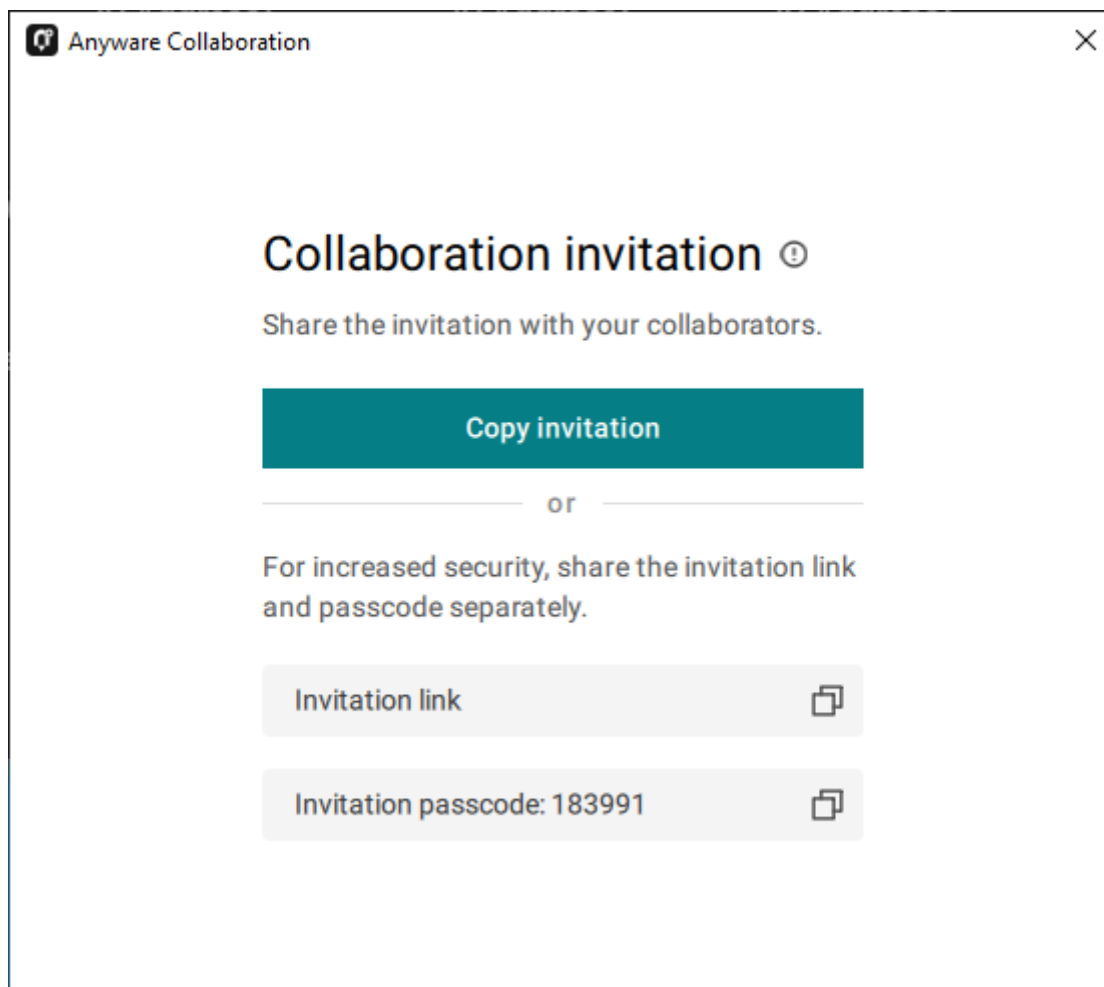 Anyware Collaboration
Collaboration invitation
Share the invitation with your collaborators.
Copy invitation
or
For increased security, share the invitation link
and passcode separately.
Invitation link
Invitation passcode: 183991